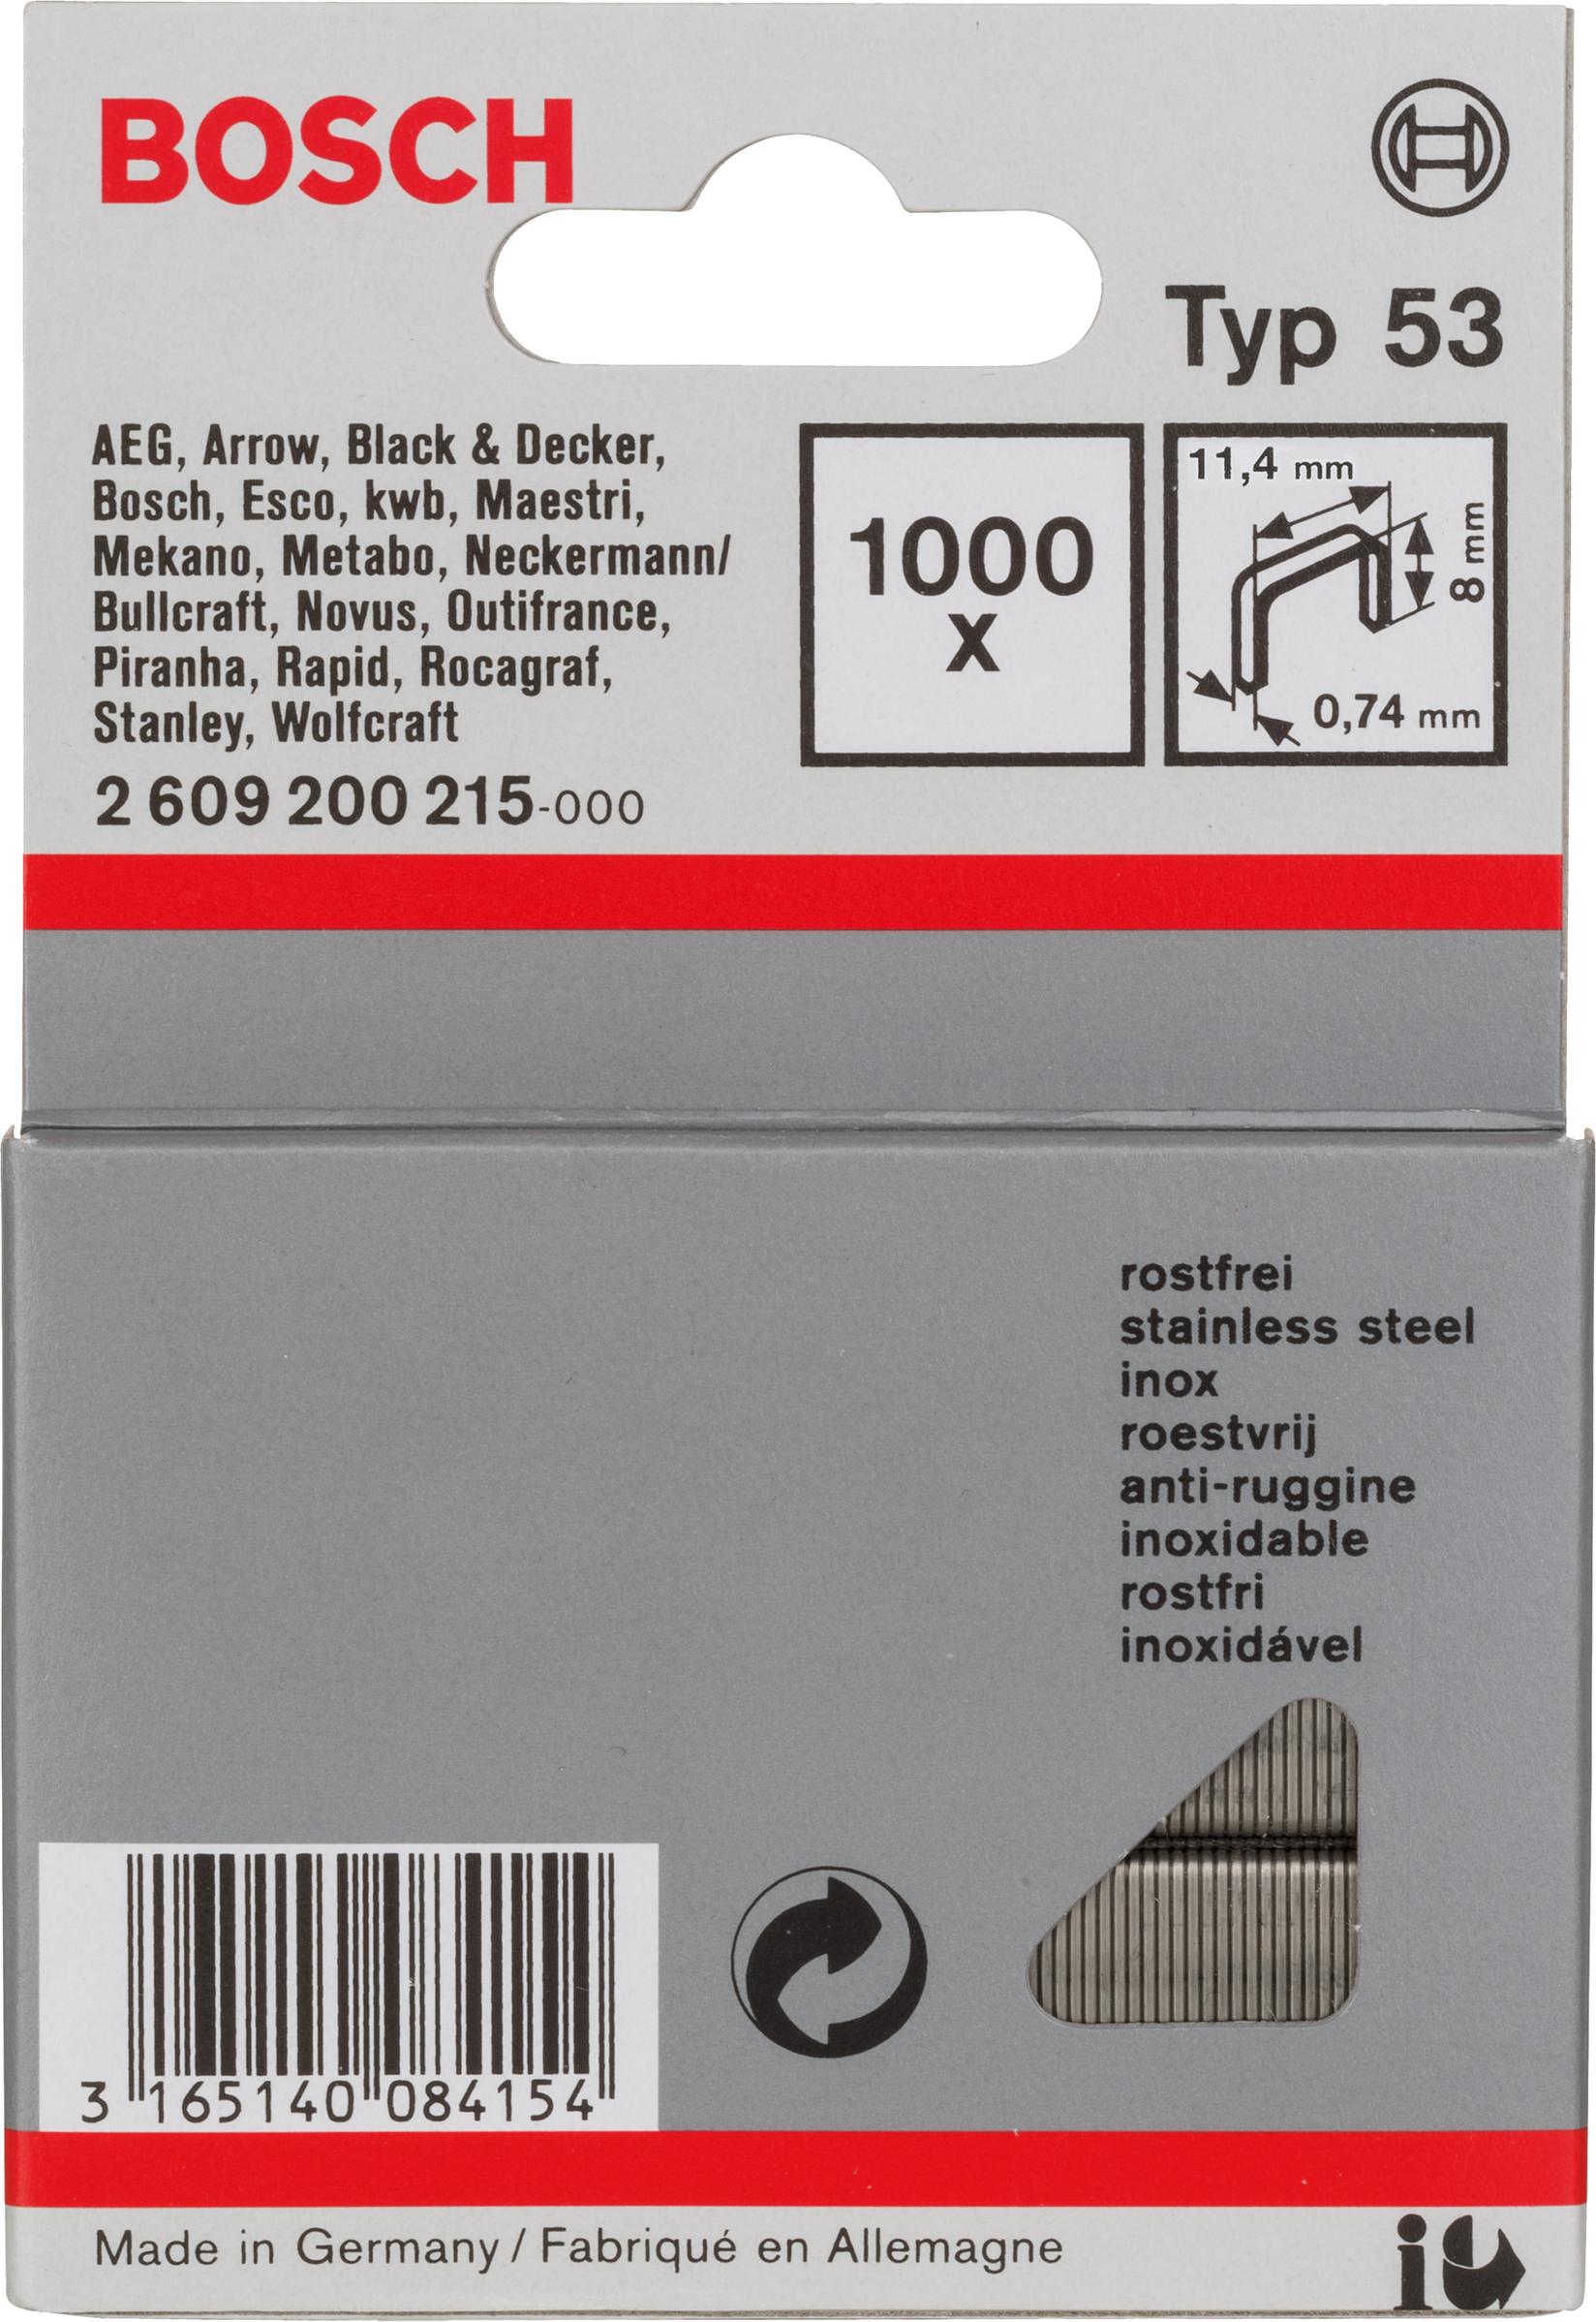 BOSCH
Typ 53
AEG, Arrow, Black & Decker,
Bosch, Esco, kwb, Maestri,
Mekano, Metabo, Neckermann/
Bullcraft, Novus, Outifrance,
Piranha, Rapid, Rocagraf,
Stanley, Wolfcraft
2 609 200 215-000
1000
x
11,4 mm
8 mm
0,74 mm
rostfrei
stainless steel
inox
roestvrij
anti-ruggine
inoxidable
rostfri
inoxidável
3 165140 084154
Made in Germany / Fabriqué en Allemagne